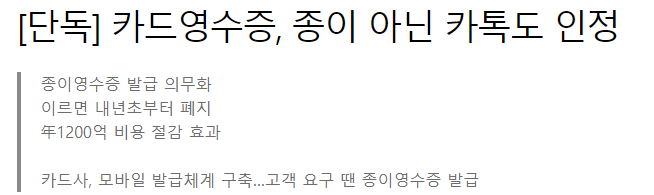 [단독] 카드영수증, 종이 아닌 카톡도 인정
종이영수증 발급 의무화
이르면 내년초부터 폐지
年1200억 비용 절감 효과
카드사, 모바일 발급체계 구축...고객 요구 땐 종이영수증 발급